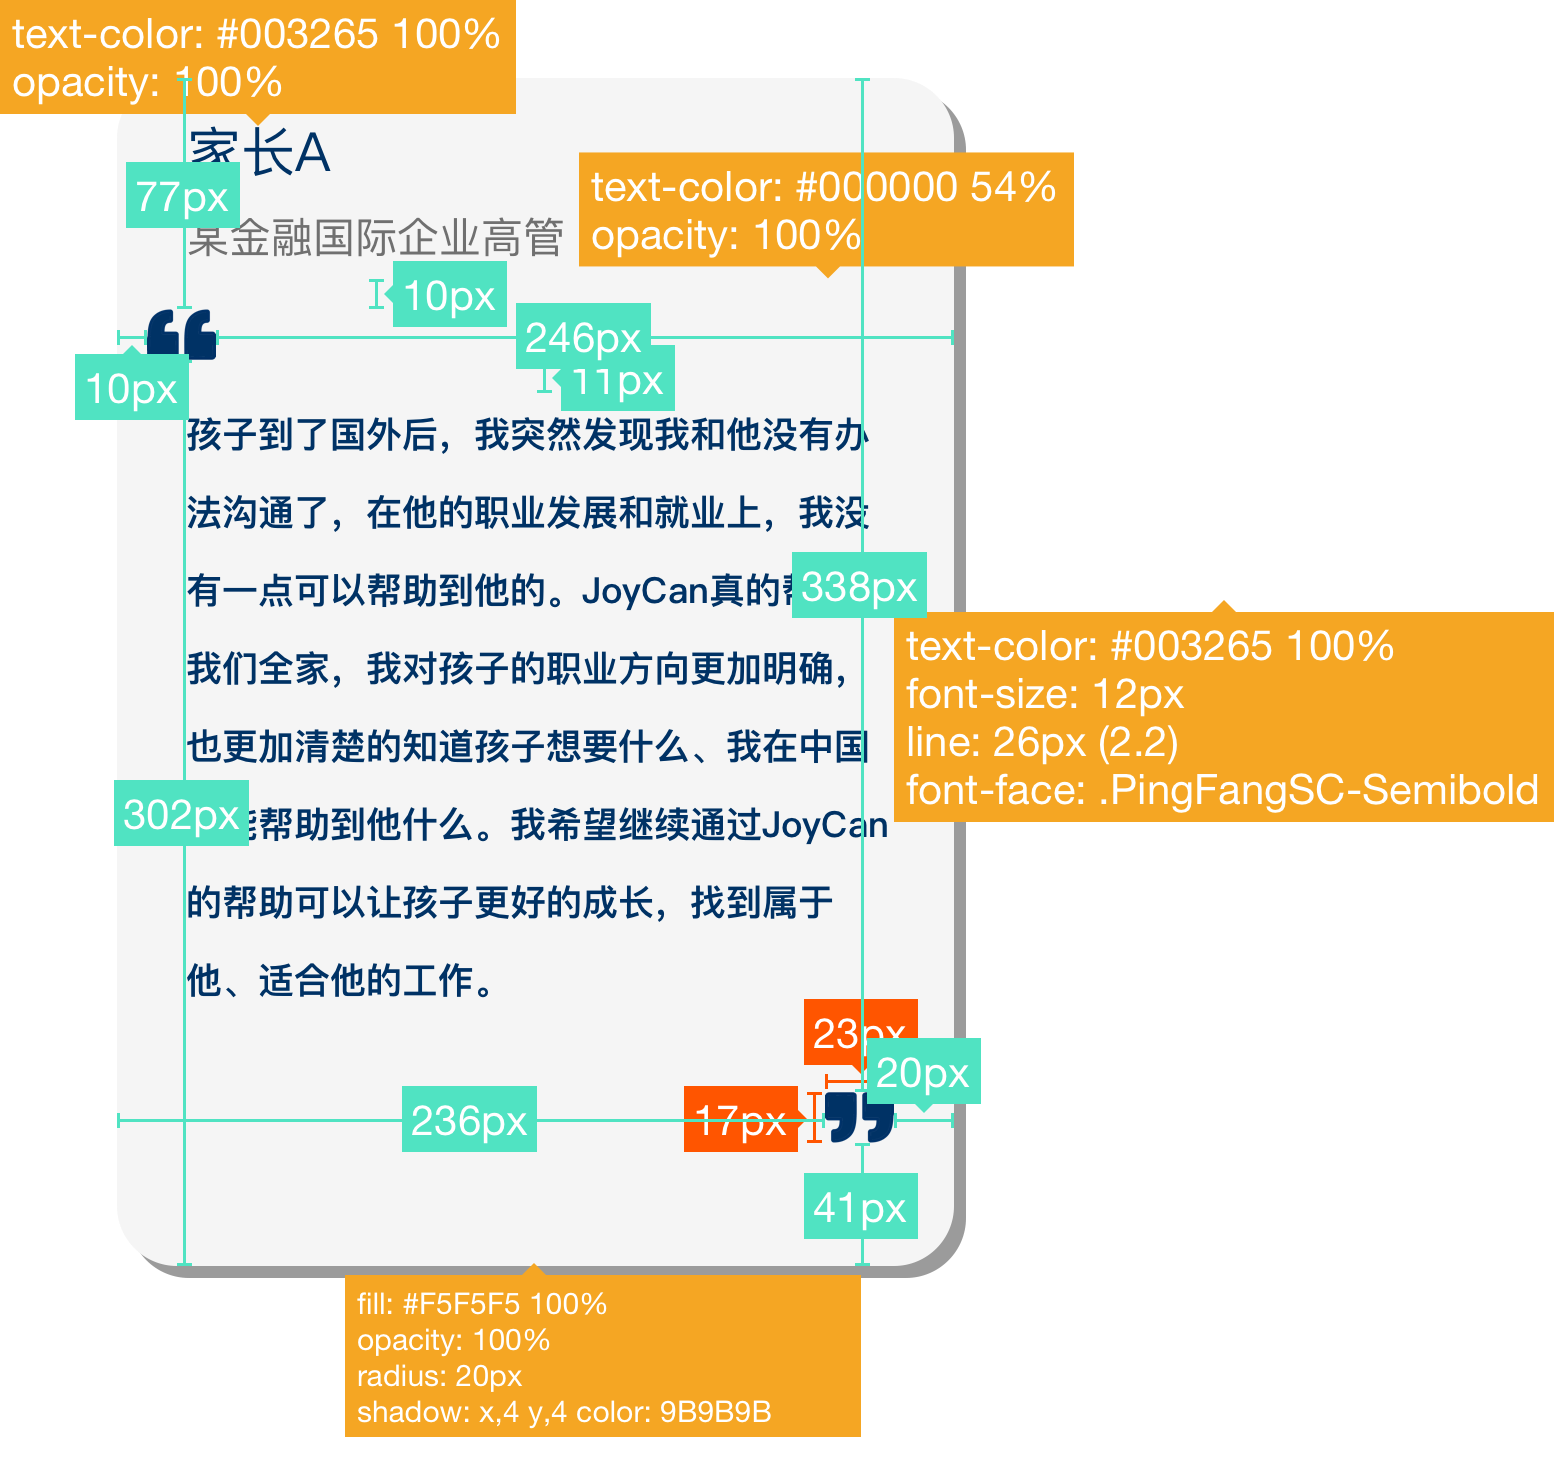 text-color: #003265 100%
opacity: 100%
家长A
77px
text-color: #000000 54%
opacity: 100%
某金融国际企业高管
10px
246px
11px
10px
孩子到了国外后，我突然发现我和他没有办
法沟通了，在他的职业发展和就业上，我没
有一点可以帮助到他的。JoyCan真的帮
338px
我们全家，我对孩子的职业方向更加明确，
text-color: #003265 100%
font-size: 12px
line: 26px (2.2)
font-face: .PingFangSC-Semibold
也更加清楚的知道孩子想要什么、我在中国
302px
能帮助到他什么。我希望继续通过JoyCan
的帮助可以让孩子更好的成长，找到属于
他、适合他的工作。
23px
20px
236px
17px
41px
fill: #F5F5F5 100%
opacity: 100%
radius: 20px
shadow: x,4 y,4 color: 9B9B9B